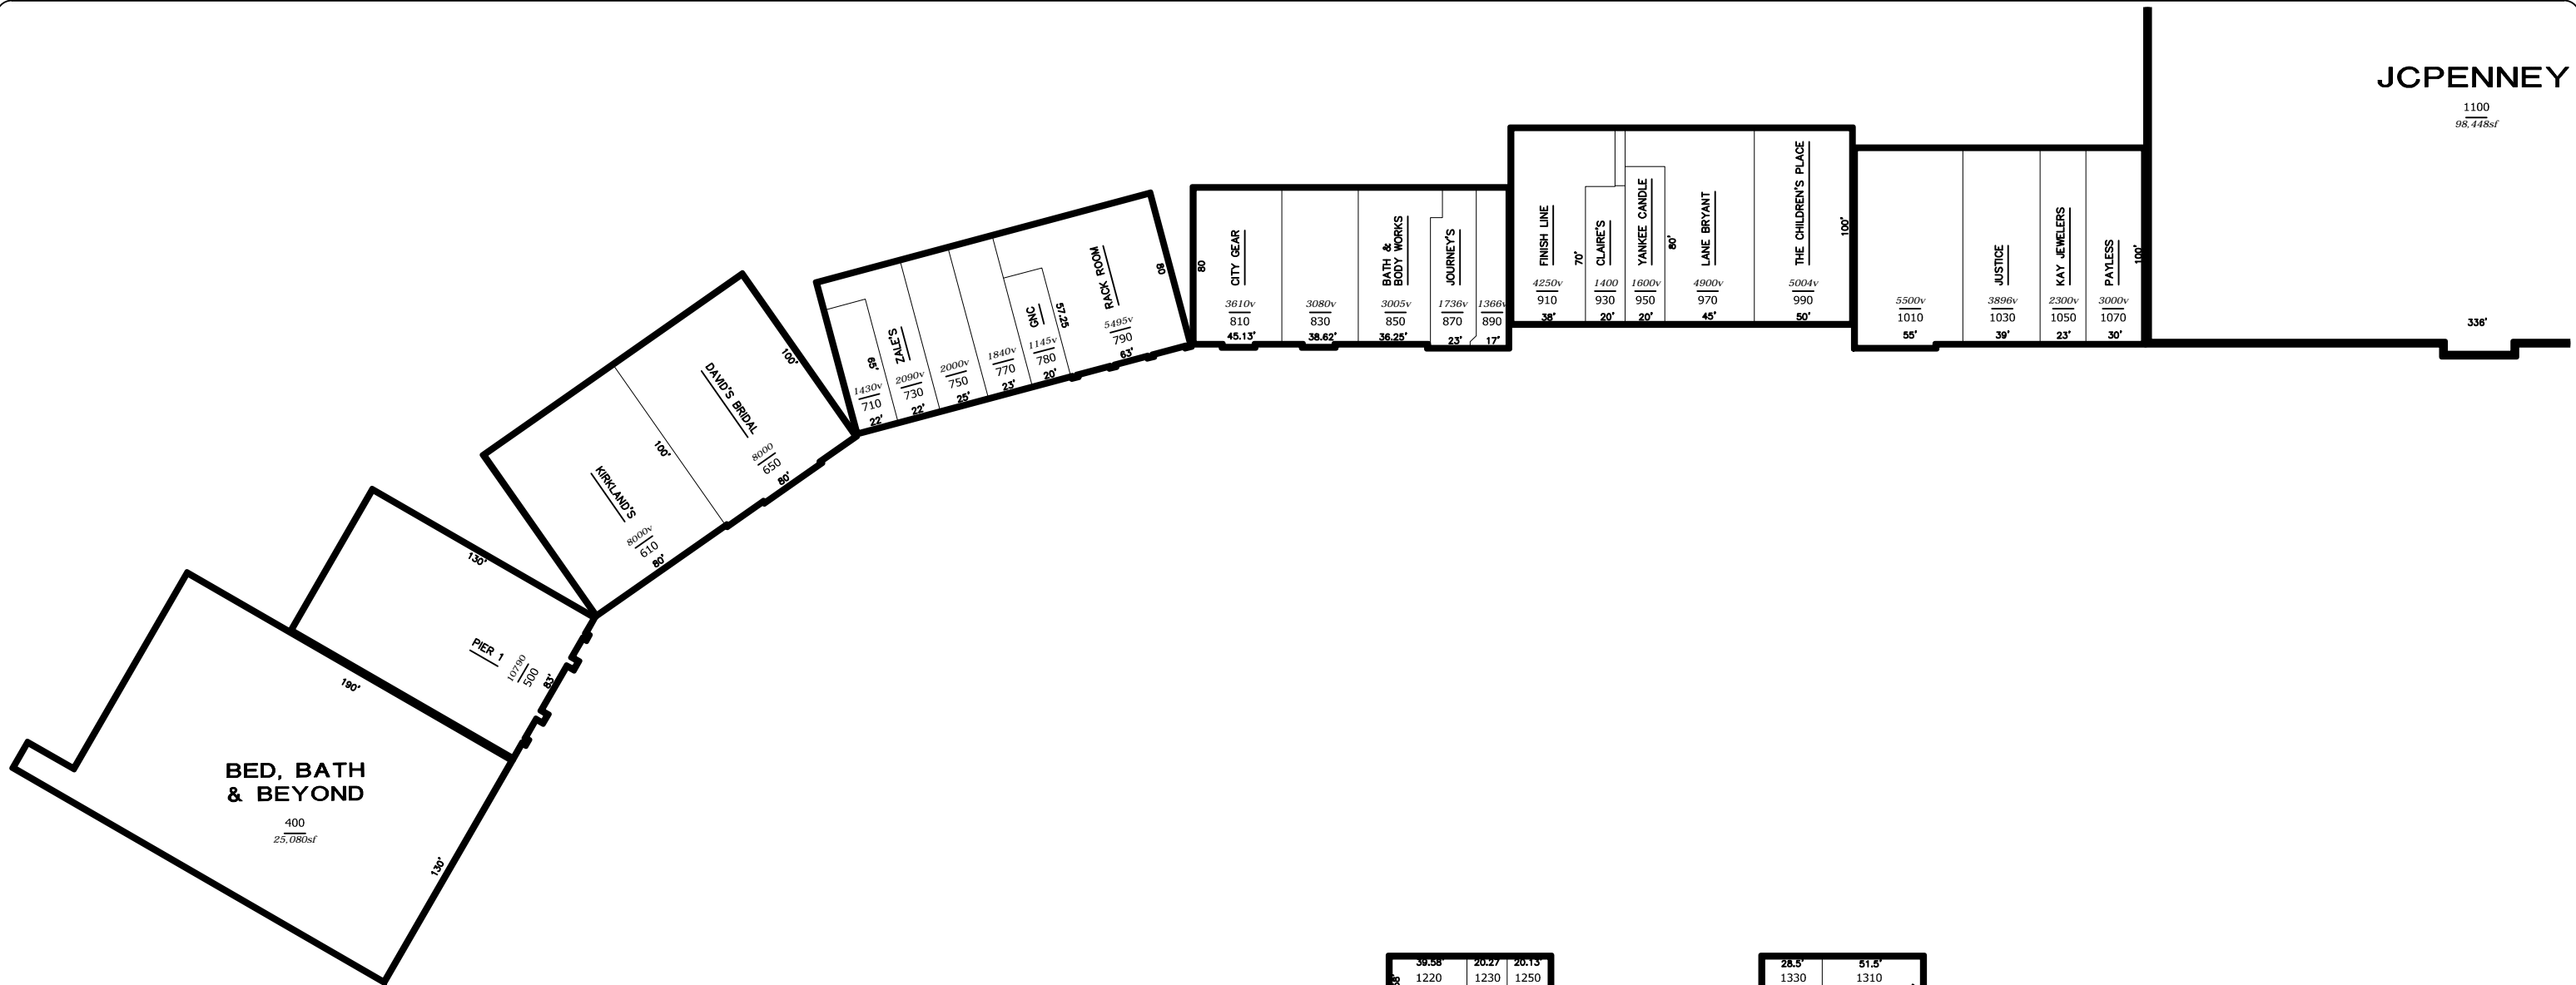 JCPENNEY
1100
98,448sf
336'
BED, BATH
& BEYOND
400
25,080sf
190'
130'
PIER 1
10790
500
83'
130'
KIRKLAND'S
8000v
610
80'
100'
DAVID'S BRIDAL
8000
650
80'
100'
1430v
710
22'
65'
ZALE'S
2090v
730
22'
2000v
750
25'
1840v
770
23'
GNC
1145v
780
20'
57.25
RACK ROOM
5495v
790
63'
80
80
CITY GEAR
3610v
810
45.13'
3080v
830
38.62'
BATH &
BODY WORKS
3005v
850
36.25'
JOURNEY'S
1736v
870
23'
1366v
890
17'
FINISH LINE
4250v
910
38'
70'
CLAIRE'S
1400
930
20'
YANKEE CANDLE
1600v
950
20'
80'
LANE BRYANT
4900v
970
45'
THE CHILDREN'S PLACE
5004v
990
50'
100'
5500v
1010
55'
JUSTICE
3896v
1030
39'
KAY JEWELERS
2300v
1050
23'
PAYLESS
3000v
1070
30'
100'
39.58'
1220
20.27
1230
20.13'
1250
28.5'
1330
51.5'
1310